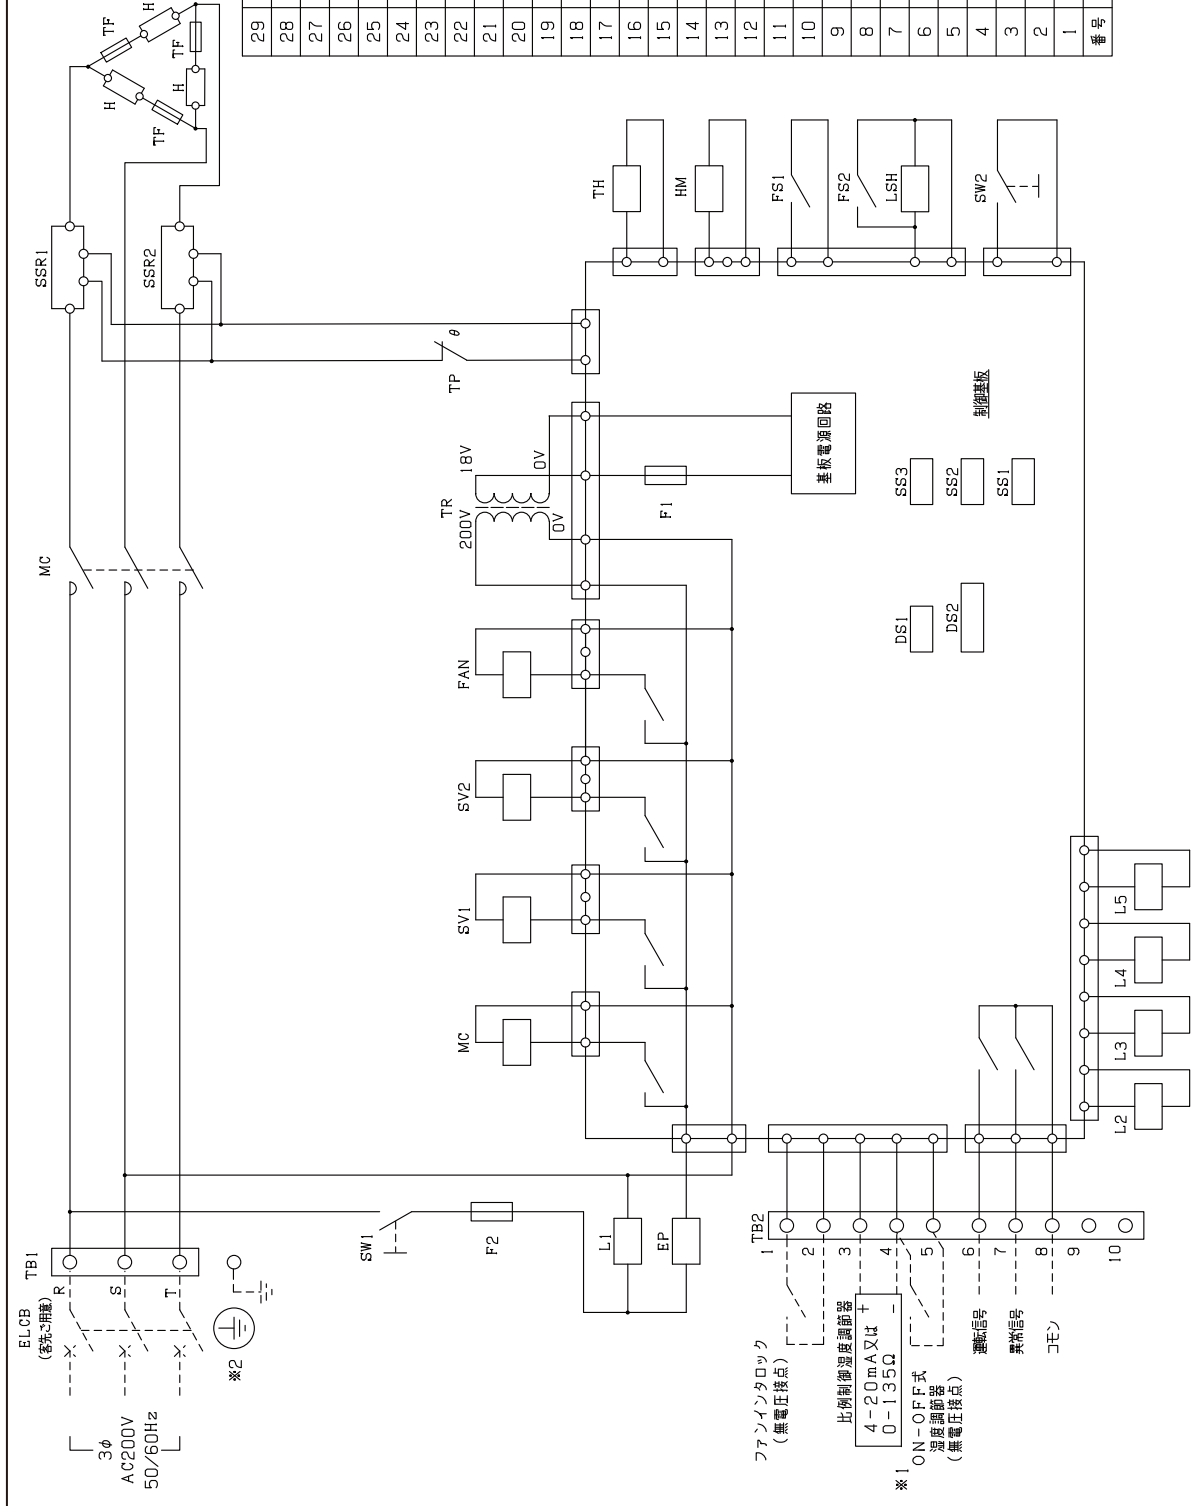 ELCB
(客先ご用意)
3φ
AC200V
50/60Hz
TB1
R
S
T
※2
MC
SSR1
SSR2
TF
H
H
TF
TF
H
SW1
F2
L1
EP
MC
SV1
SV2
FAN
TR
200V
18V
0V
0V
TP
θ
F1
基板電源回路
TH
HM
FS1
FS2
LSH
SW2
制御基板
SS3
SS2
SS1
DS1
DS2
TB2
1
2
3
4
5
6
7
8
9
10
ファンインタロック
(無電圧接点)
比例制御湿度調節器
4-20mA又は
0-135Ω
+
-
※1
ON-OFF式
湿度調節器
(無電圧接点)
運転信号
異常信号
コモン
L2
L3
L4
L5
29
28
27
26
25
24
23
22
21
20
19
18
17
16
15
14
13
12
11
10
9
8
7
6
5
4
3
2
1
番号